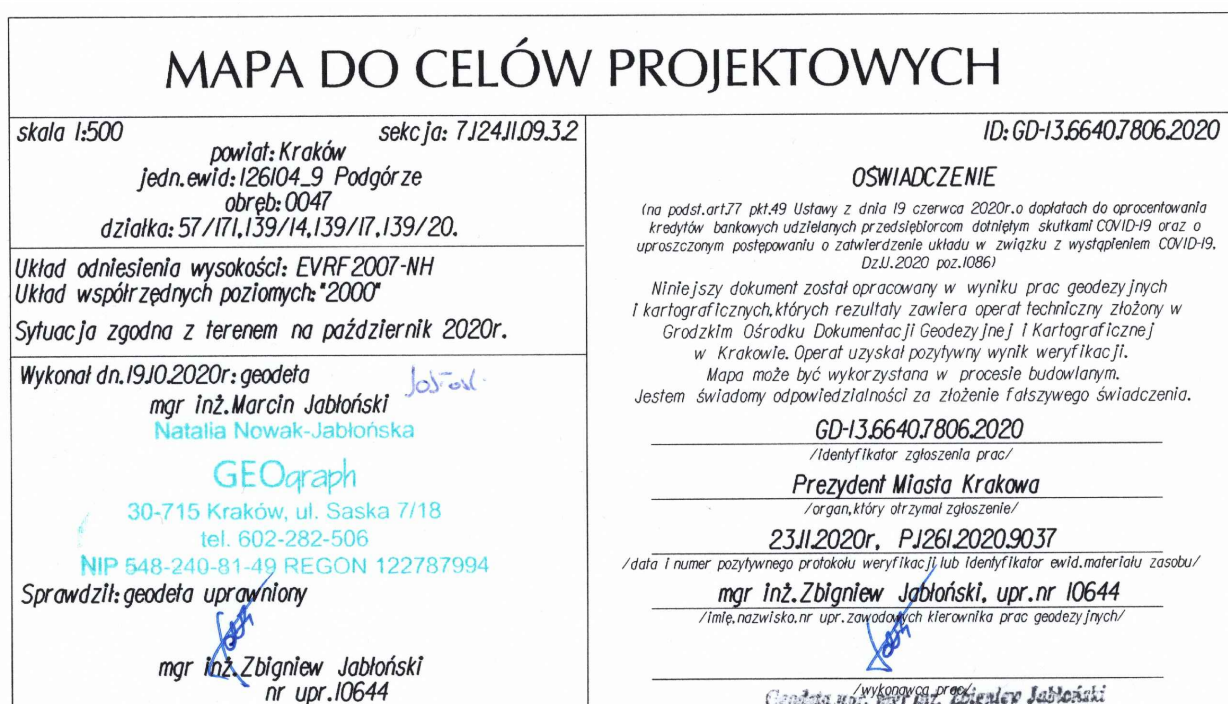 MAPA DO CELÓW PROJEKTOWYCH
skala 1:500 sekcja: 7.124.11.09.3.2
powiat: Kraków
jedn.ewid: 126104_9 Podgórze
obręb: 0047
działka: 57/171,139/14,139/17,139/20.
Układ odniesienia wysokości: EVRF2007-NH
Układ współrzędnych poziomych: "2000"
Sytuacja zgodna z terenem na październik 2020r.
Wykonał dn.19.10.2020r: geodeta
mgr inż. Marcin Jabłoński
Natalia Nowak-Jabłońska
GEOgraph
30-715 Kraków, ul. Saska 7/18
tel. 602-282-506
NIP 548-240-81-49 REGON 122787994
Sprawdził: geodeta uprawniony
mgr inż. Zbigniew Jabłoński
nr upr.10644
ID: GD-13.6640.7806.2020
OŚWIADCZENIE
(na podst.art.77 pkt.49 Ustawy z dnia 19 czerwca 2020r.o dopłatach do oprocentowania
kredytów bankowych udzielanych przedsiębiorcom dotniętym skutkami COVID-19 oraz o
uproszczonym postępowaniu o zatwierdzenie układu w związku z wystąpieniem COVID-19.
Dz.U.2020 poz.1086)
Niniejszy dokument został opracowany w wyniku prac geodezyjnych
i kartograficznych,których rezultaty zawiera operat techniczny złożony w
Grodzkim Ośrodku Dokumentacji Geodezyjnej i Kartograficznej
w Krakowie. Operat uzyskał pozytywny wynik weryfikacji.
Mapa może być wykorzystana w procesie budowlanym.
Jestem świadomy odpowiedzialności za złożenie fałszywego świadczenia.
GD-13.6640.7806.2020
/identyfikator zgłoszenia prac/
Prezydent Miasta Krakowa
/organ,który otrzymał zgłoszenie/
23.11.2020r, P.1261.2020.9037
/data i numer pozytywnego protokołu weryfikacji lub identyfikator ewid.materiału zasobu/
mgr inż. Zbigniew Jabłoński, upr.nr 10644
/imię,nazwisko,nr upr.zawodowych kierownika prac geodezyjnych/
/wykonawca prac/
Geodeta upr. mgr inż. Zbigniew Jabłoński